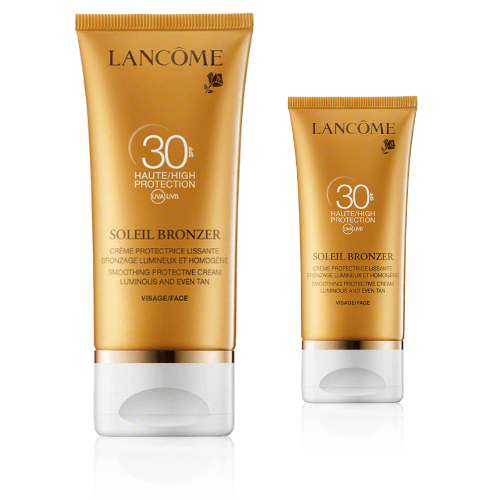 LANCÔME
30 SPF
HAUTE/HIGH
PROTECTION
UVA UVB
SOLEIL BRONZER
CRÈME PROTECTRICE LISSANTE
BRONZAGE LUMINEUX ET HOMOGÈNE
SMOOTHING PROTECTIVE CREAM
LUMINOUS AND EVEN TAN
VISAGE/FACE
LANCÔME
30 SPF
HAUTE/HIGH
PROTECTION
UVA UVB
SOLEIL BRONZER
CRÈME PROTECTRICE LISSANTE
BRONZAGE LUMINEUX ET HOMOGÈNE
SMOOTHING PROTECTIVE CREAM
LUMINOUS AND EVEN TAN
VISAGE/FACE